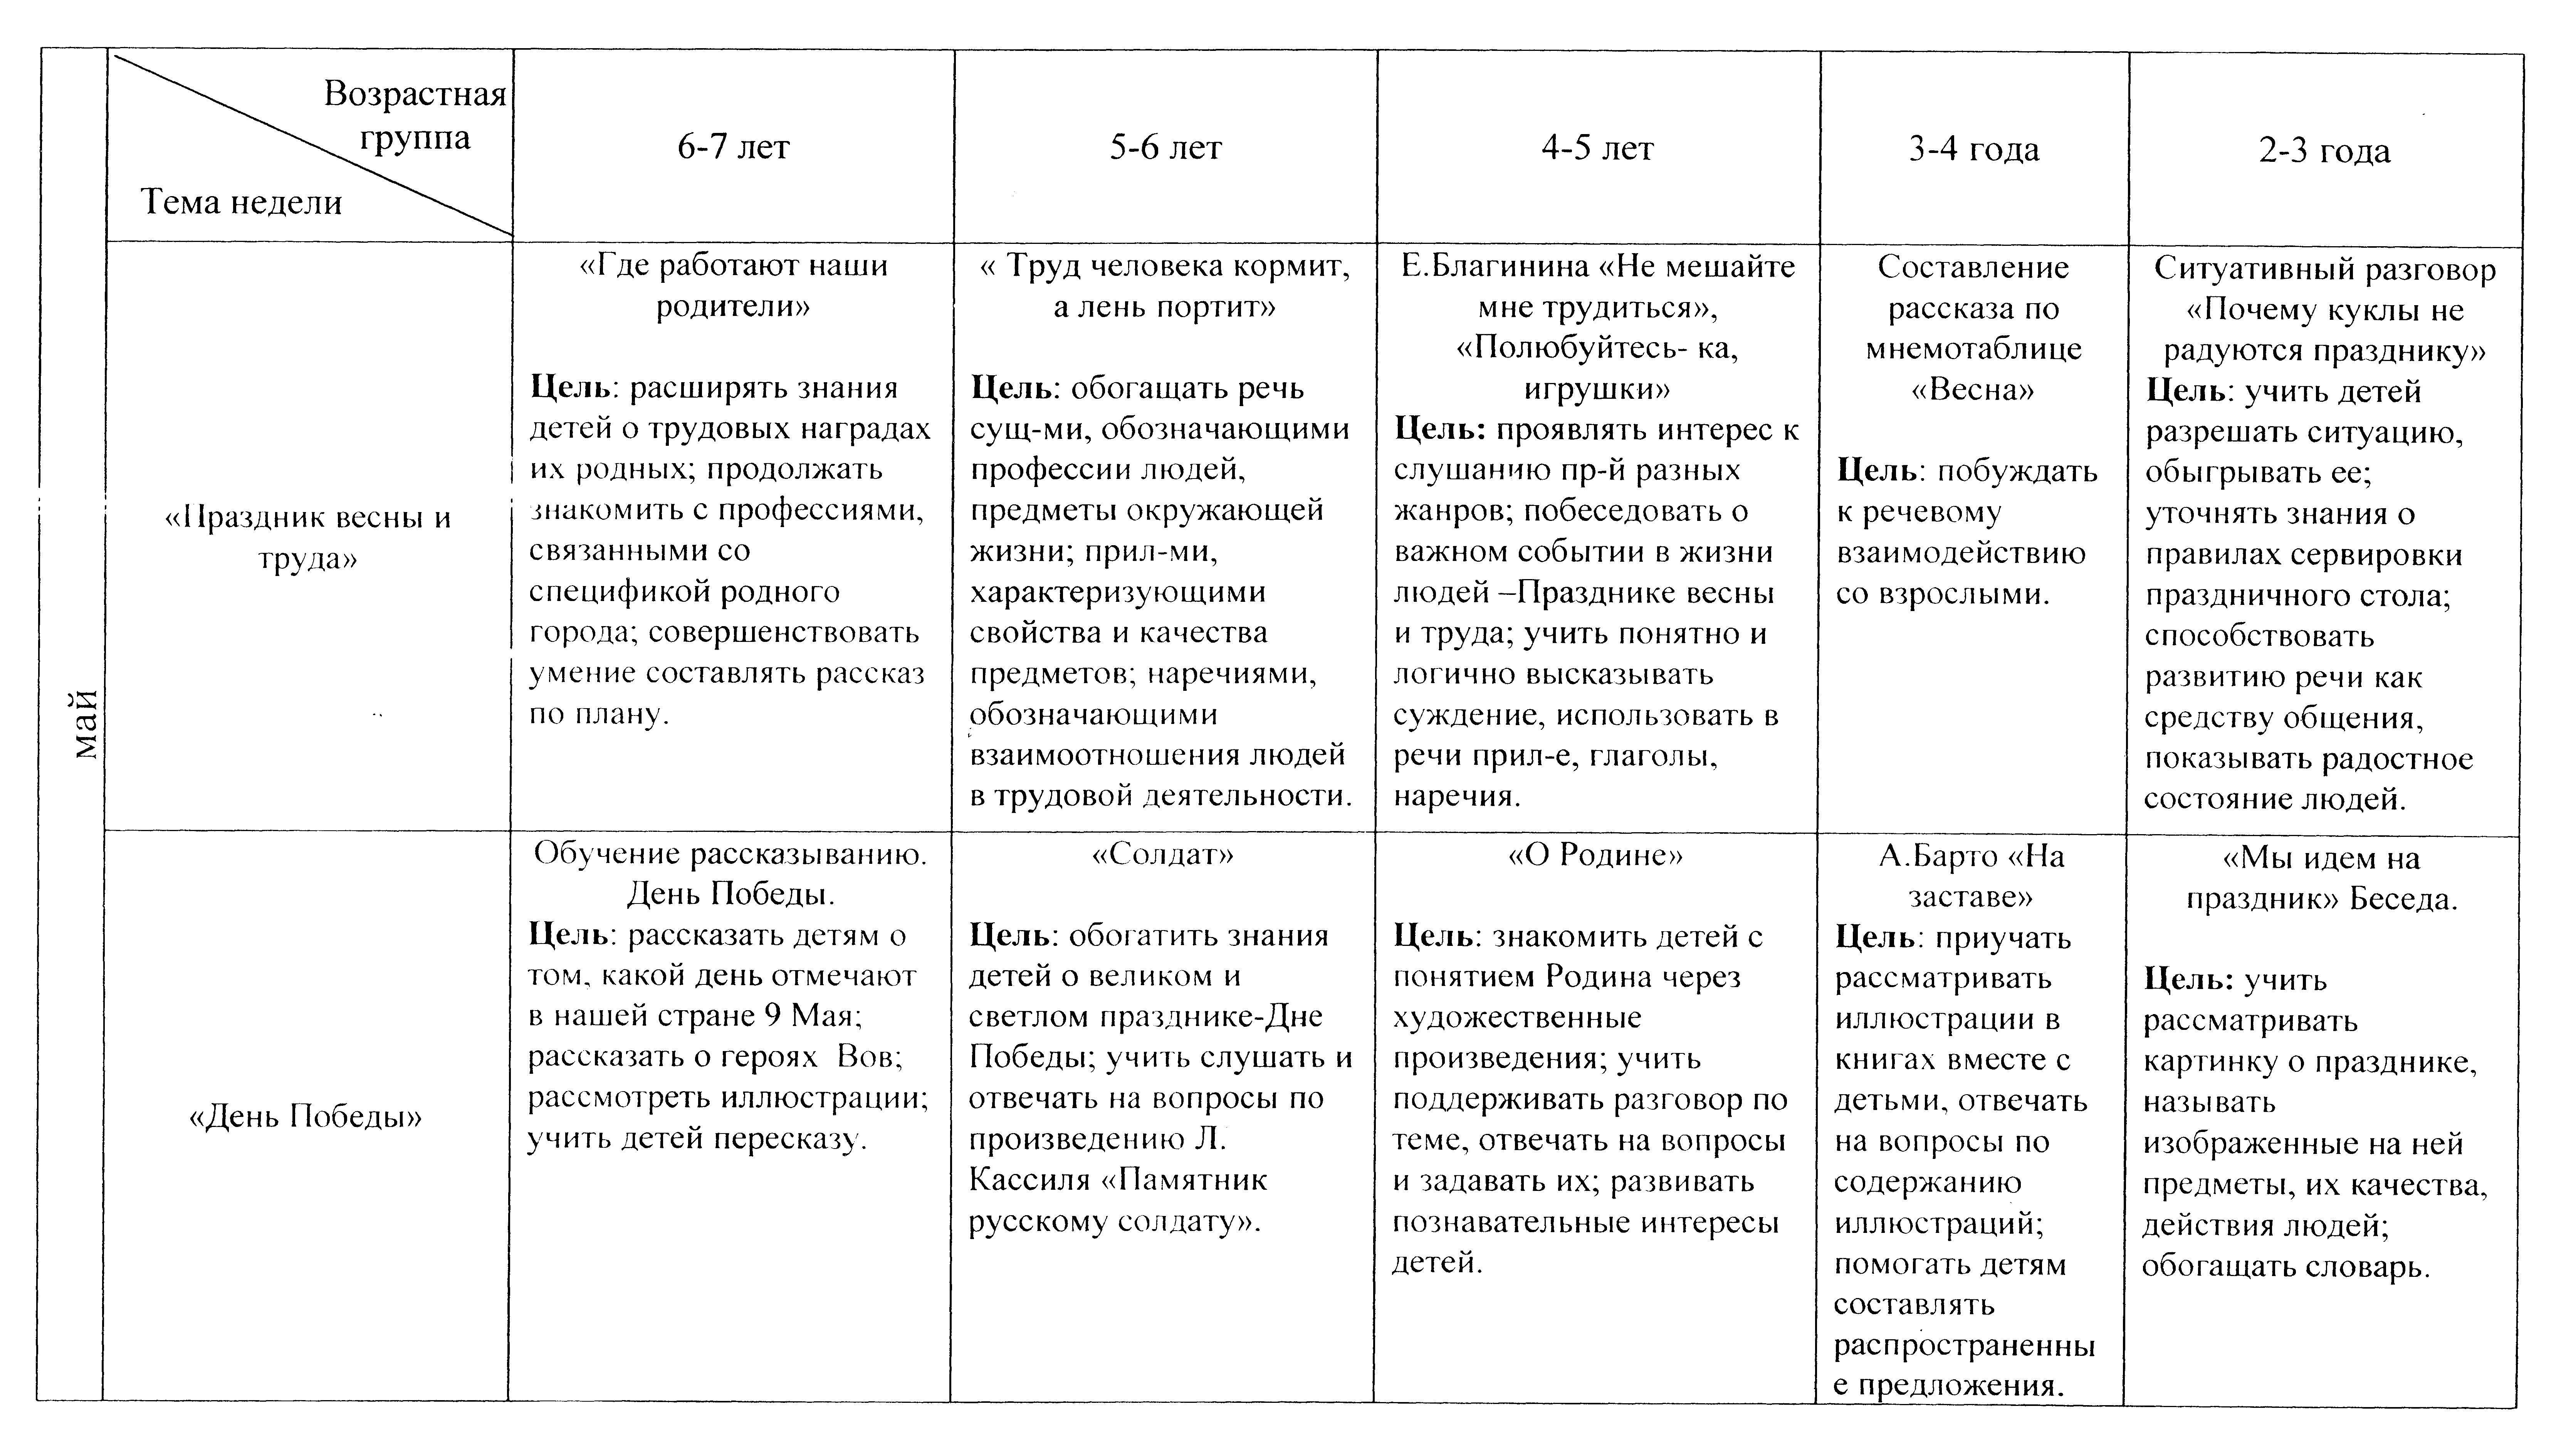 май
Возрастная
группа
Тема недели
6-7 лет
5-6 лет
4-5 лет
3-4 года
2-3 года
«Праздник весны и
труда»
«Где работают наши
родители»
Цель: расширять знания
детей о трудовых наградах
их родных; продолжать
знакомить с профессиями,
связанными со
спецификой родного
города; совершенствовать
умение составлять рассказ
по плану.
« Труд человека кормит,
а лень портит»
Цель: обогащать речь
сущ-ми, обозначающими
профессии людей,
предметы окружающей
жизни; прил-ми,
характеризующими
свойства и качества
предметов; наречиями,
обозначающими
взаимоотношения людей
в трудовой деятельности.
Е.Благинина «Не мешайте
мне трудиться»,
«Полюбуйтесь- ка,
игрушки»
Цель: проявлять интерес к
слушанию пр-й разных
жанров; побеседовать о
важном событии в жизни
людей –Празднике весны
и труда; учить понятно и
логично высказывать
суждение, использовать в
речи прил-е, глаголы,
наречия.
Составление
рассказа по
мнемотаблице
«Весна»
Цель: побуждать
к речевому
взаимодействию
со взрослыми.
Ситуативный разговор
«Почему куклы не
радуются празднику»
Цель: учить детей
разрешать ситуацию,
обыгрывать ее;
уточнять знания о
правилах сервировки
праздничного стола;
способствовать
развитию речи как
средству общения,
показывать радостное
состояние людей.
«День Победы»
Обучение рассказыванию.
День Победы.
Цель: рассказать детям о
том, какой день отмечают
в нашей стране 9 Мая;
рассказать о героях  Вов;
рассмотреть иллюстрации;
учить детей пересказу.
«Солдат»
Цель: обогатить знания
детей о великом и
светлом празднике-Дне
Победы; учить слушать и
отвечать на вопросы по
произведению Л.
Кассиля «Памятник
русскому солдату».
«О Родине»
Цель: знакомить детей с
понятием Родина через
художественные
произведения; учить
поддерживать разговор по
теме, отвечать на вопросы
и задавать их; развивать
познавательные интересы
детей.
А.Барто «На
заставе»
Цель: приучать
рассматривать
иллюстрации в
книгах вместе с
детьми, отвечать
на вопросы по
содержанию
иллюстраций;
помогать детям
составлять
распространенны
е предложения.
«Мы идем на
праздник» Беседа.
Цель: учить
рассматривать
картинку о празднике,
называть
изображенные на ней
предметы, их качества,
действия людей;
обогащать словарь.